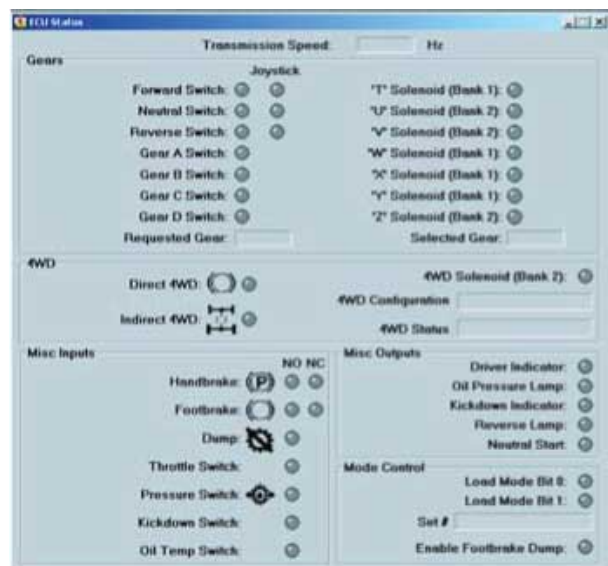 ECU Status
Transmission Speed: Hz
Gears
Joystick
Forward Switch:
Neutral Switch:
Reverse Switch:
Gear A Switch:
Gear B Switch:
Gear C Switch:
Gear D Switch:
Requested Gear:
"T" Solenoid (Bank 1):
"U" Solenoid (Bank 2):
"V" Solenoid (Bank 2):
"W" Solenoid (Bank 1):
"X" Solenoid (Bank 1):
"Y" Solenoid (Bank 1):
"Z" Solenoid (Bank 2):
Selected Gear:
4WD
Direct 4WD:
Indirect 4WD:
4WD Solenoid (Bank 2):
4WD Configuration
4WD Status
Misc Inputs
NO NC
Handbrake: (P)
Footbrake:
Dump:
Throttle Switch:
Pressure Switch:
Kickdown Switch:
Oil Temp Switch:
Misc Outputs
Driver Indicator:
Oil Pressure Lamp:
Kickdown Indicator:
Reverse Lamp:
Neutral Start:
Mode Control
Load Mode Bit 0:
Load Mode Bit 1:
Set #
Enable Footbrake Dump: